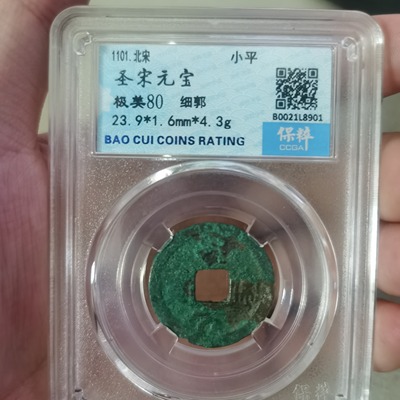 1101.北宋 小平
圣宋元宝
极美80 细郭
23.9*1.6mm*4.3g
BAO CUI COINS RATING
B0021L8901
保粹
CCGA